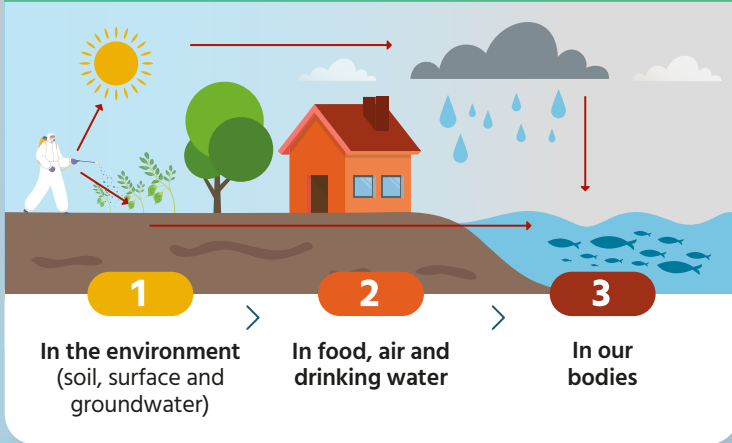 1
In the environment
(soil, surface and
groundwater)
2
In food, air and
drinking water
3
In our
bodies